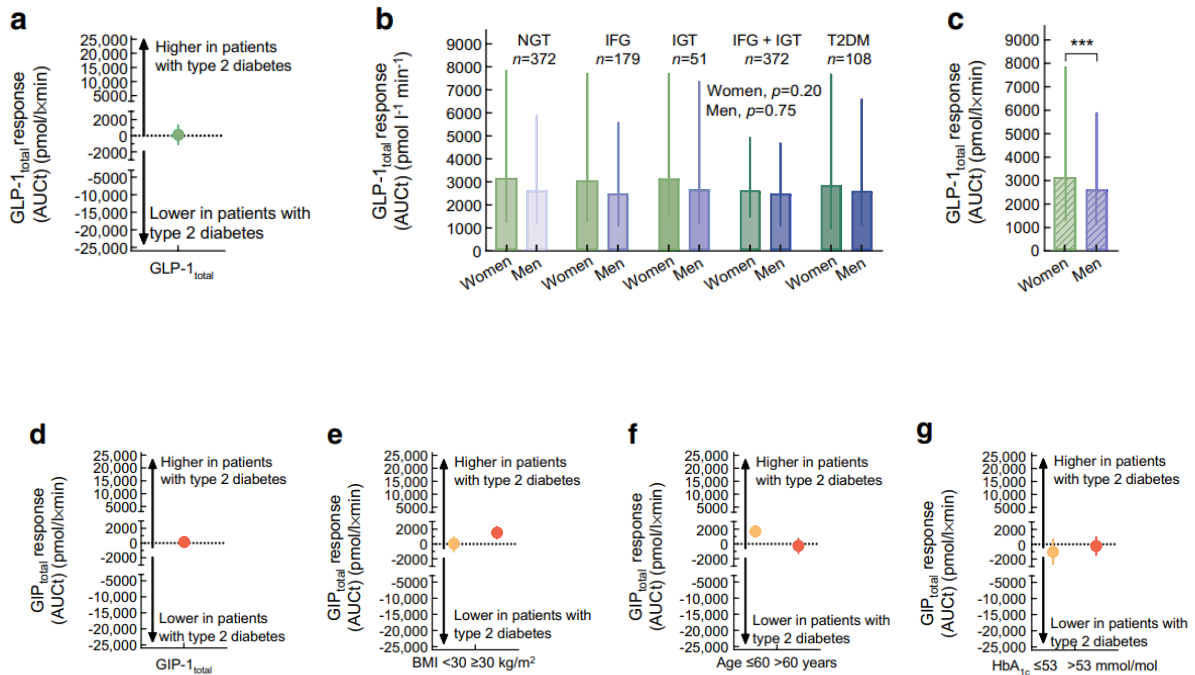 a
GLP-1total response
(AUCt) (pmol/l×min)
25,000
20,000
15,000
10,000
5000
2000
0
-2000
-5000
-10,000
-15,000
-20,000
-25,000
Higher in patients
with type 2 diabetes
Lower in patients with
type 2 diabetes
GLP-1total
b
GLP-1total response
(AUCt) (pmol l-1 min-1)
9000
8000
7000
6000
5000
4000
3000
2000
1000
0
NGT IFG IGT IFG + IGT T2DM
n=372 n=179 n=51 n=372 n=108
Women, p=0.20
Men, p=0.75
Women Men Women Men Women Men Women Men Women Men
c
GLP-1total response
(AUCt) (pmol/l×min)
9000
8000
7000
6000
5000
4000
3000
2000
1000
0
***
Women Men
d
GIPtotal response
(AUCt) (pmol/l×min)
25,000
20,000
15,000
10,000
5000
2000
0
-2000
-5000
-10,000
-15,000
-20,000
-25,000
Higher in patients
with type 2 diabetes
Lower in patients
with type 2 diabetes
GIP-1total
e
GIPtotal response
(AUCt) (pmol/l×min)
25,000
20,000
15,000
10,000
5000
2000
0
-2000
-5000
-10,000
-15,000
-20,000
-25,000
Higher in patients
with type 2 diabetes
Lower in patients with
type 2 diabetes
BMI <30 ≥30 kg/m²
f
GIPtotal response
(AUCt) (pmol/l×min)
25,000
20,000
15,000
10,000
5000
2000
0
-2000
-5000
-10,000
-15,000
-20,000
-25,000
Higher in patients
with type 2 diabetes
Lower in patients with
type 2 diabetes
Age ≤60 >60 years
g
GIPtotal response
(AUCt) (pmol/l×min)
25,000
20,000
15,000
10,000
5000
2000
0
-2000
-5000
-10,000
-15,000
-20,000
-25,000
Higher in patients
with type 2 diabetes
Lower in patients with
type 2 diabetes
HbA1c ≤53 >53 mmol/mol